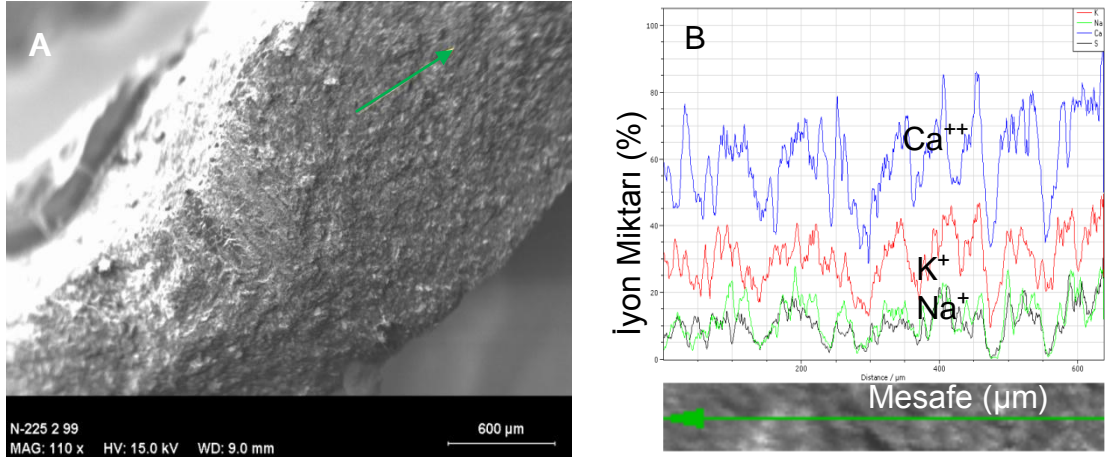 A
N-225 2 99
MAG: 110 x HV: 15.0 kV WD: 9.0 mm
600 µm
B
K
Na
Ca
S
100
80
60
40
20
0
İyon Miktarı (%)
Ca++
K+
Na+
200
400
600
Distance / µm
Mesafe (µm)